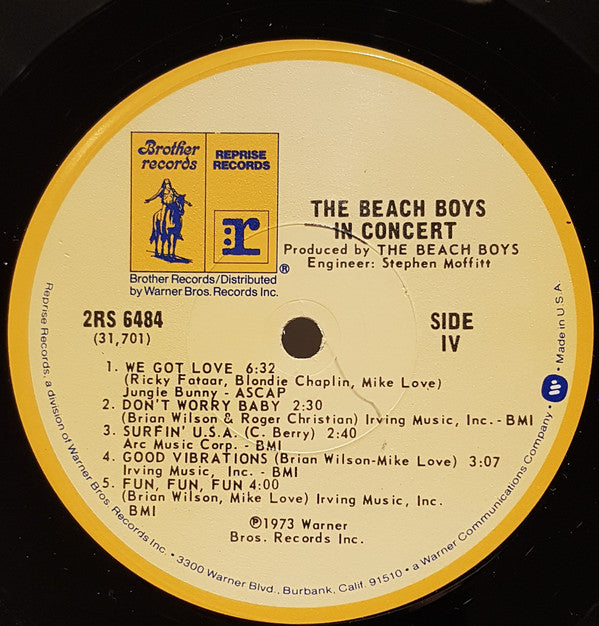 Brother
records
REPRISE
RECORDS
r
®
Brother Records/Distributed
by Warner Bros. Records Inc.
THE BEACH BOYS
IN CONCERT
Produced by THE BEACH BOYS
Engineer: Stephen Moffitt
2RS 6484
(31,701)
SIDE
IV
1. WE GOT LOVE 6:32
(Ricky Fataar, Blondie Chaplin, Mike Love)
Jungle Bunny - ASCAP
2. DON'T WORRY BABY 2:30
(Brian Wilson & Roger Christian) Irving Music, Inc. - BMI
3. SURFIN' U.S.A. (C. Berry) 2:40
Arc Music Corp. - BMI
4. GOOD VIBRATIONS (Brian Wilson-Mike Love) 3:07
Irving Music, Inc. - BMI
5. FUN, FUN, FUN 4:00
(Brian Wilson, Mike Love) Irving Music, Inc.
BMI
℗1973 Warner
Bros. Records Inc.
Reprise Records, a division of Warner Bros. Records Inc. • 3300 Warner Blvd., Burbank, Calif. 91510 • a Warner Communications Company • W • Made in U.S.A.